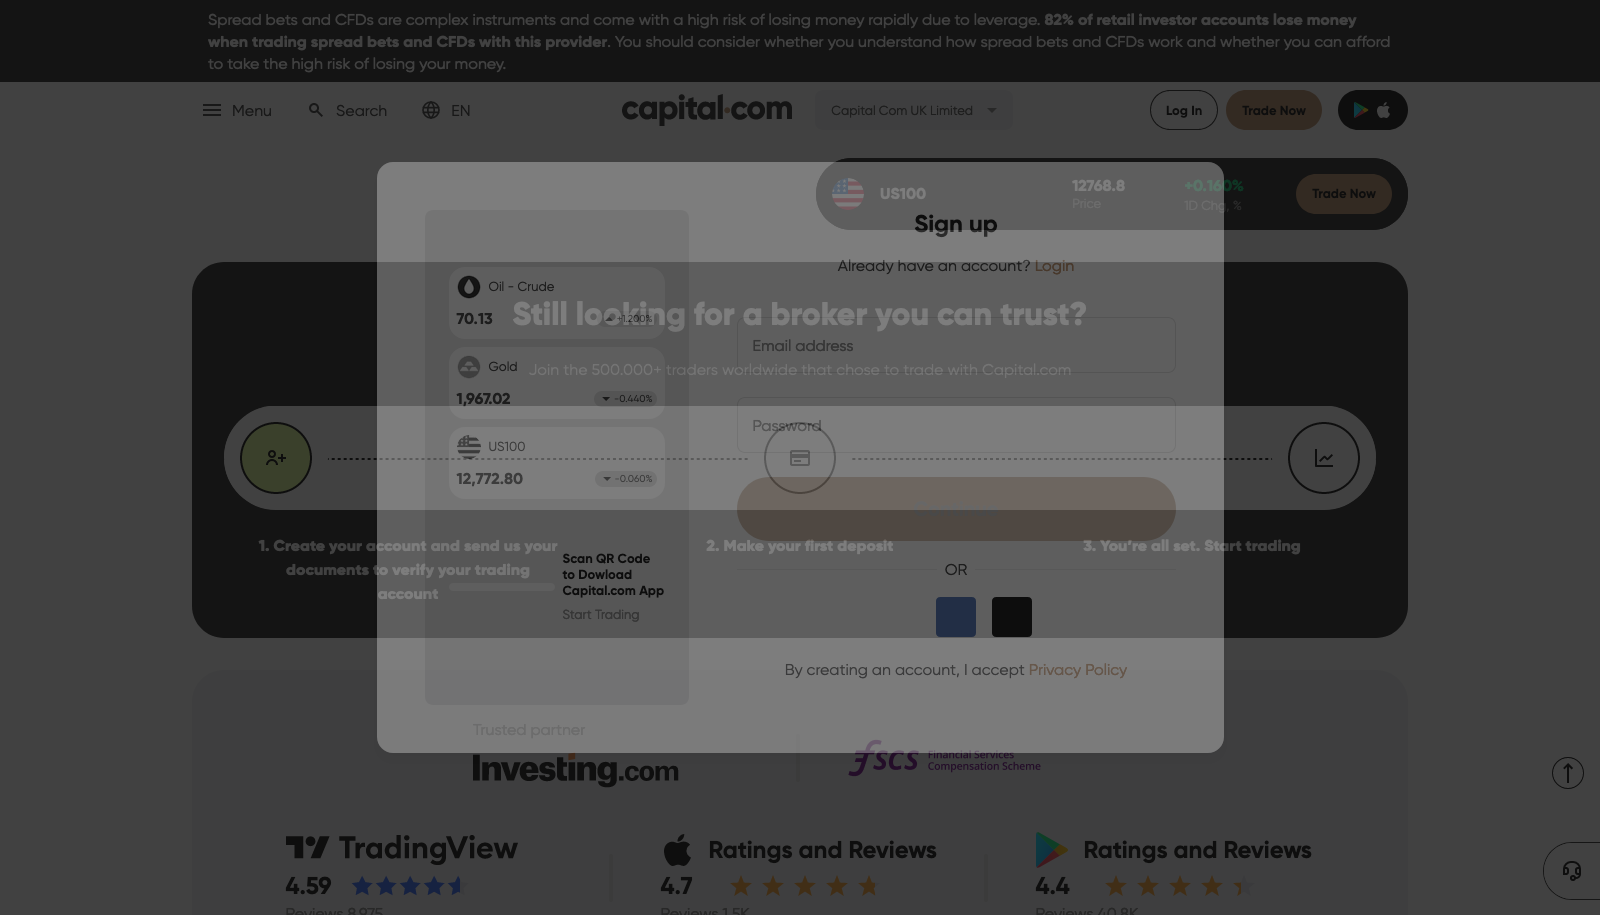 Spread bets and CFDs are complex instruments and come with a high risk of losing money rapidly due to leverage. 82% of retail investor accounts lose money
when trading spread bets and CFDs with this provider. You should consider whether you understand how spread bets and CFDs work and whether you can afford
to take the high risk of losing your money.
Menu
Search
EN
capital.com
Capital Com UK Limited
Log In
Trade Now
US100
12768.8
Price
+0.160%
1D Chg, %
Trade Now
Sign up
Already have an account? Login
Oil - Crude
70.13
+1.200%
Gold
1,967.02
-0.440%
US100
12,772.80
-0.060%
Scan QR Code
to Dowload
Capital.com App
Start Trading
Email address
Password
OR
By creating an account, I accept Privacy Policy
Still looking for a broker you can trust?
Join the 500.000+ traders worldwide that chose to trade with Capital.com
1. Create your account and send us your
documents to verify your trading
account
2. Make your first deposit
3. You're all set. Start trading
Trusted partner
Investing.com
fscs
Financial Services
Compensation Scheme
TradingView
4.59
Reviews 8,975
Ratings and Reviews
4.7
Reviews 1.5K
Ratings and Reviews
4.4
Reviews 40.8K